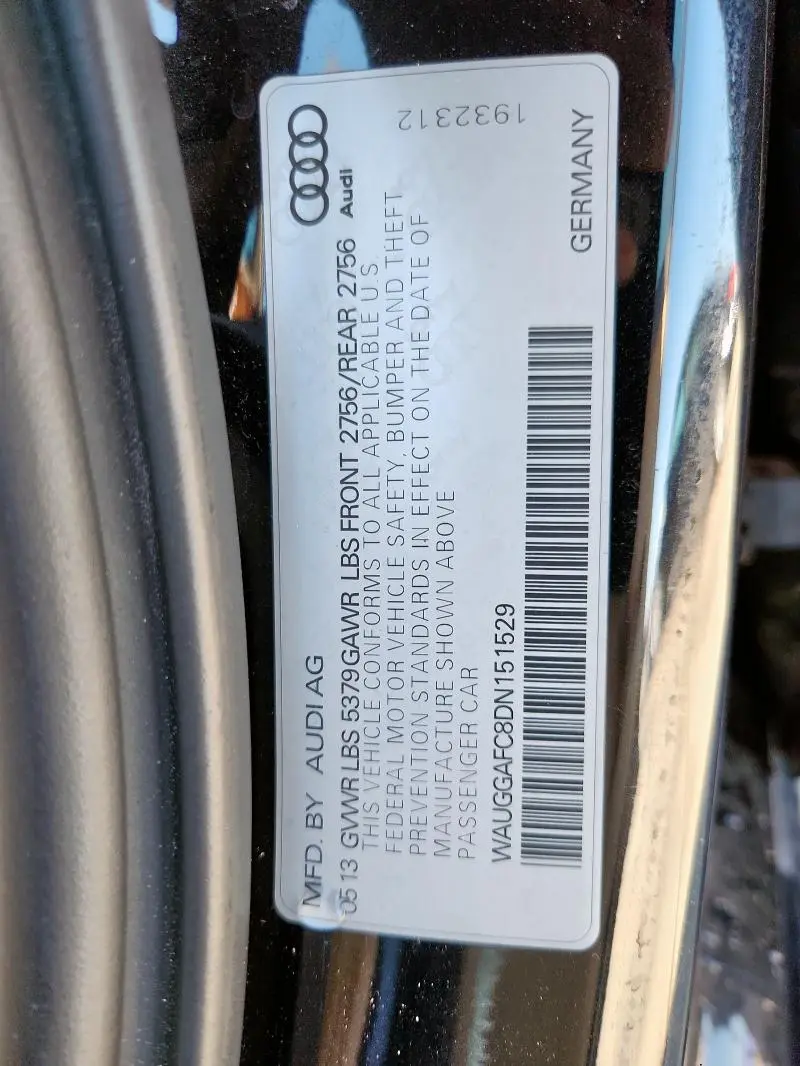 Audi
MFD. BY AUDI AG
05 13 GVWR LBS 5379 GAWR LBS FRONT 2756/REAR 2756
THIS VEHICLE CONFORMS TO ALL APPLICABLE U S
FEDERAL MOTOR VEHICLE SAFETY, BUMPER AND THEFT
PREVENTION STANDARDS IN EFFECT ON THE DATE OF
MANUFACTURE SHOWN ABOVE
PASSENGER CAR
1932312
WAUGGAFC8DN151529
GERMANY